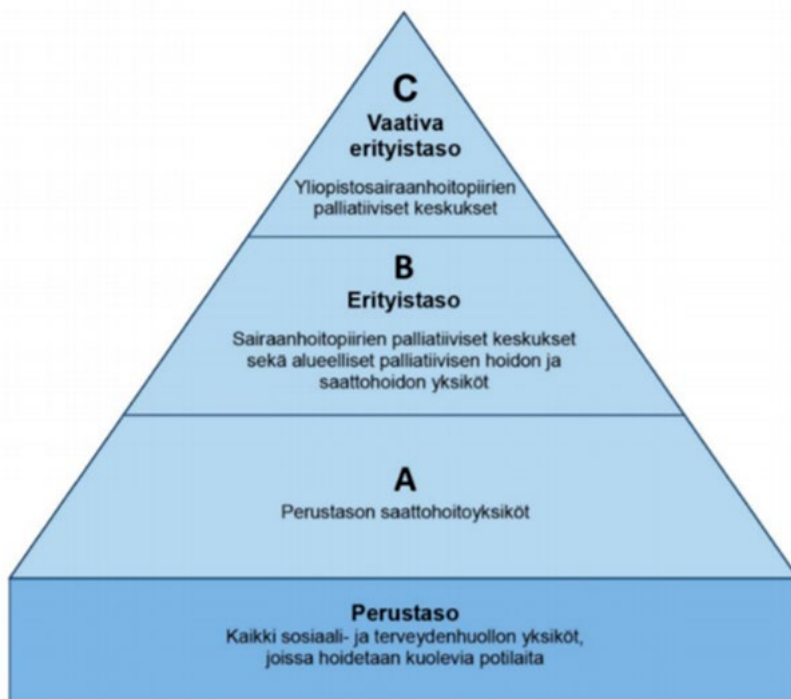 C
Vaativa
erityistaso
Yliopistosairaanhoitopiirien
palliatiiviset keskukset
B
Erityistaso
Sairaanhoitopiirien palliatiiviset keskukset
sekä alueelliset palliatiivisen hoidon ja
saattohoidon yksiköt
A
Perustason saattohoitoyksiköt
Perustaso
Kaikki sosiaali- ja terveydenhuollon yksiköt,
joissa hoidetaan kuolevia potilaita